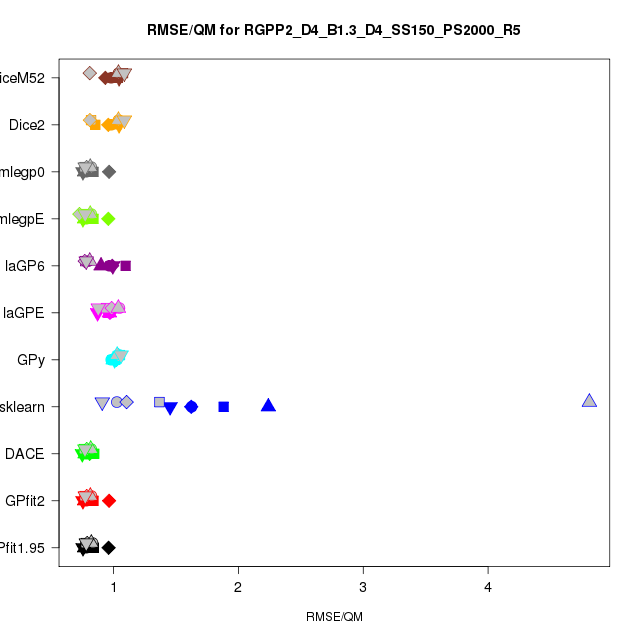 RMSE/QM for RGPP2_D4_B1.3_D4_SS150_PS2000_R5
iceM52
Dice2
mlegp0
mlegpE
laGP6
laGPE
GPy
sklearn
DACE
GPfit2
Pfit1.95
1 2 3 4
RMSE/QM